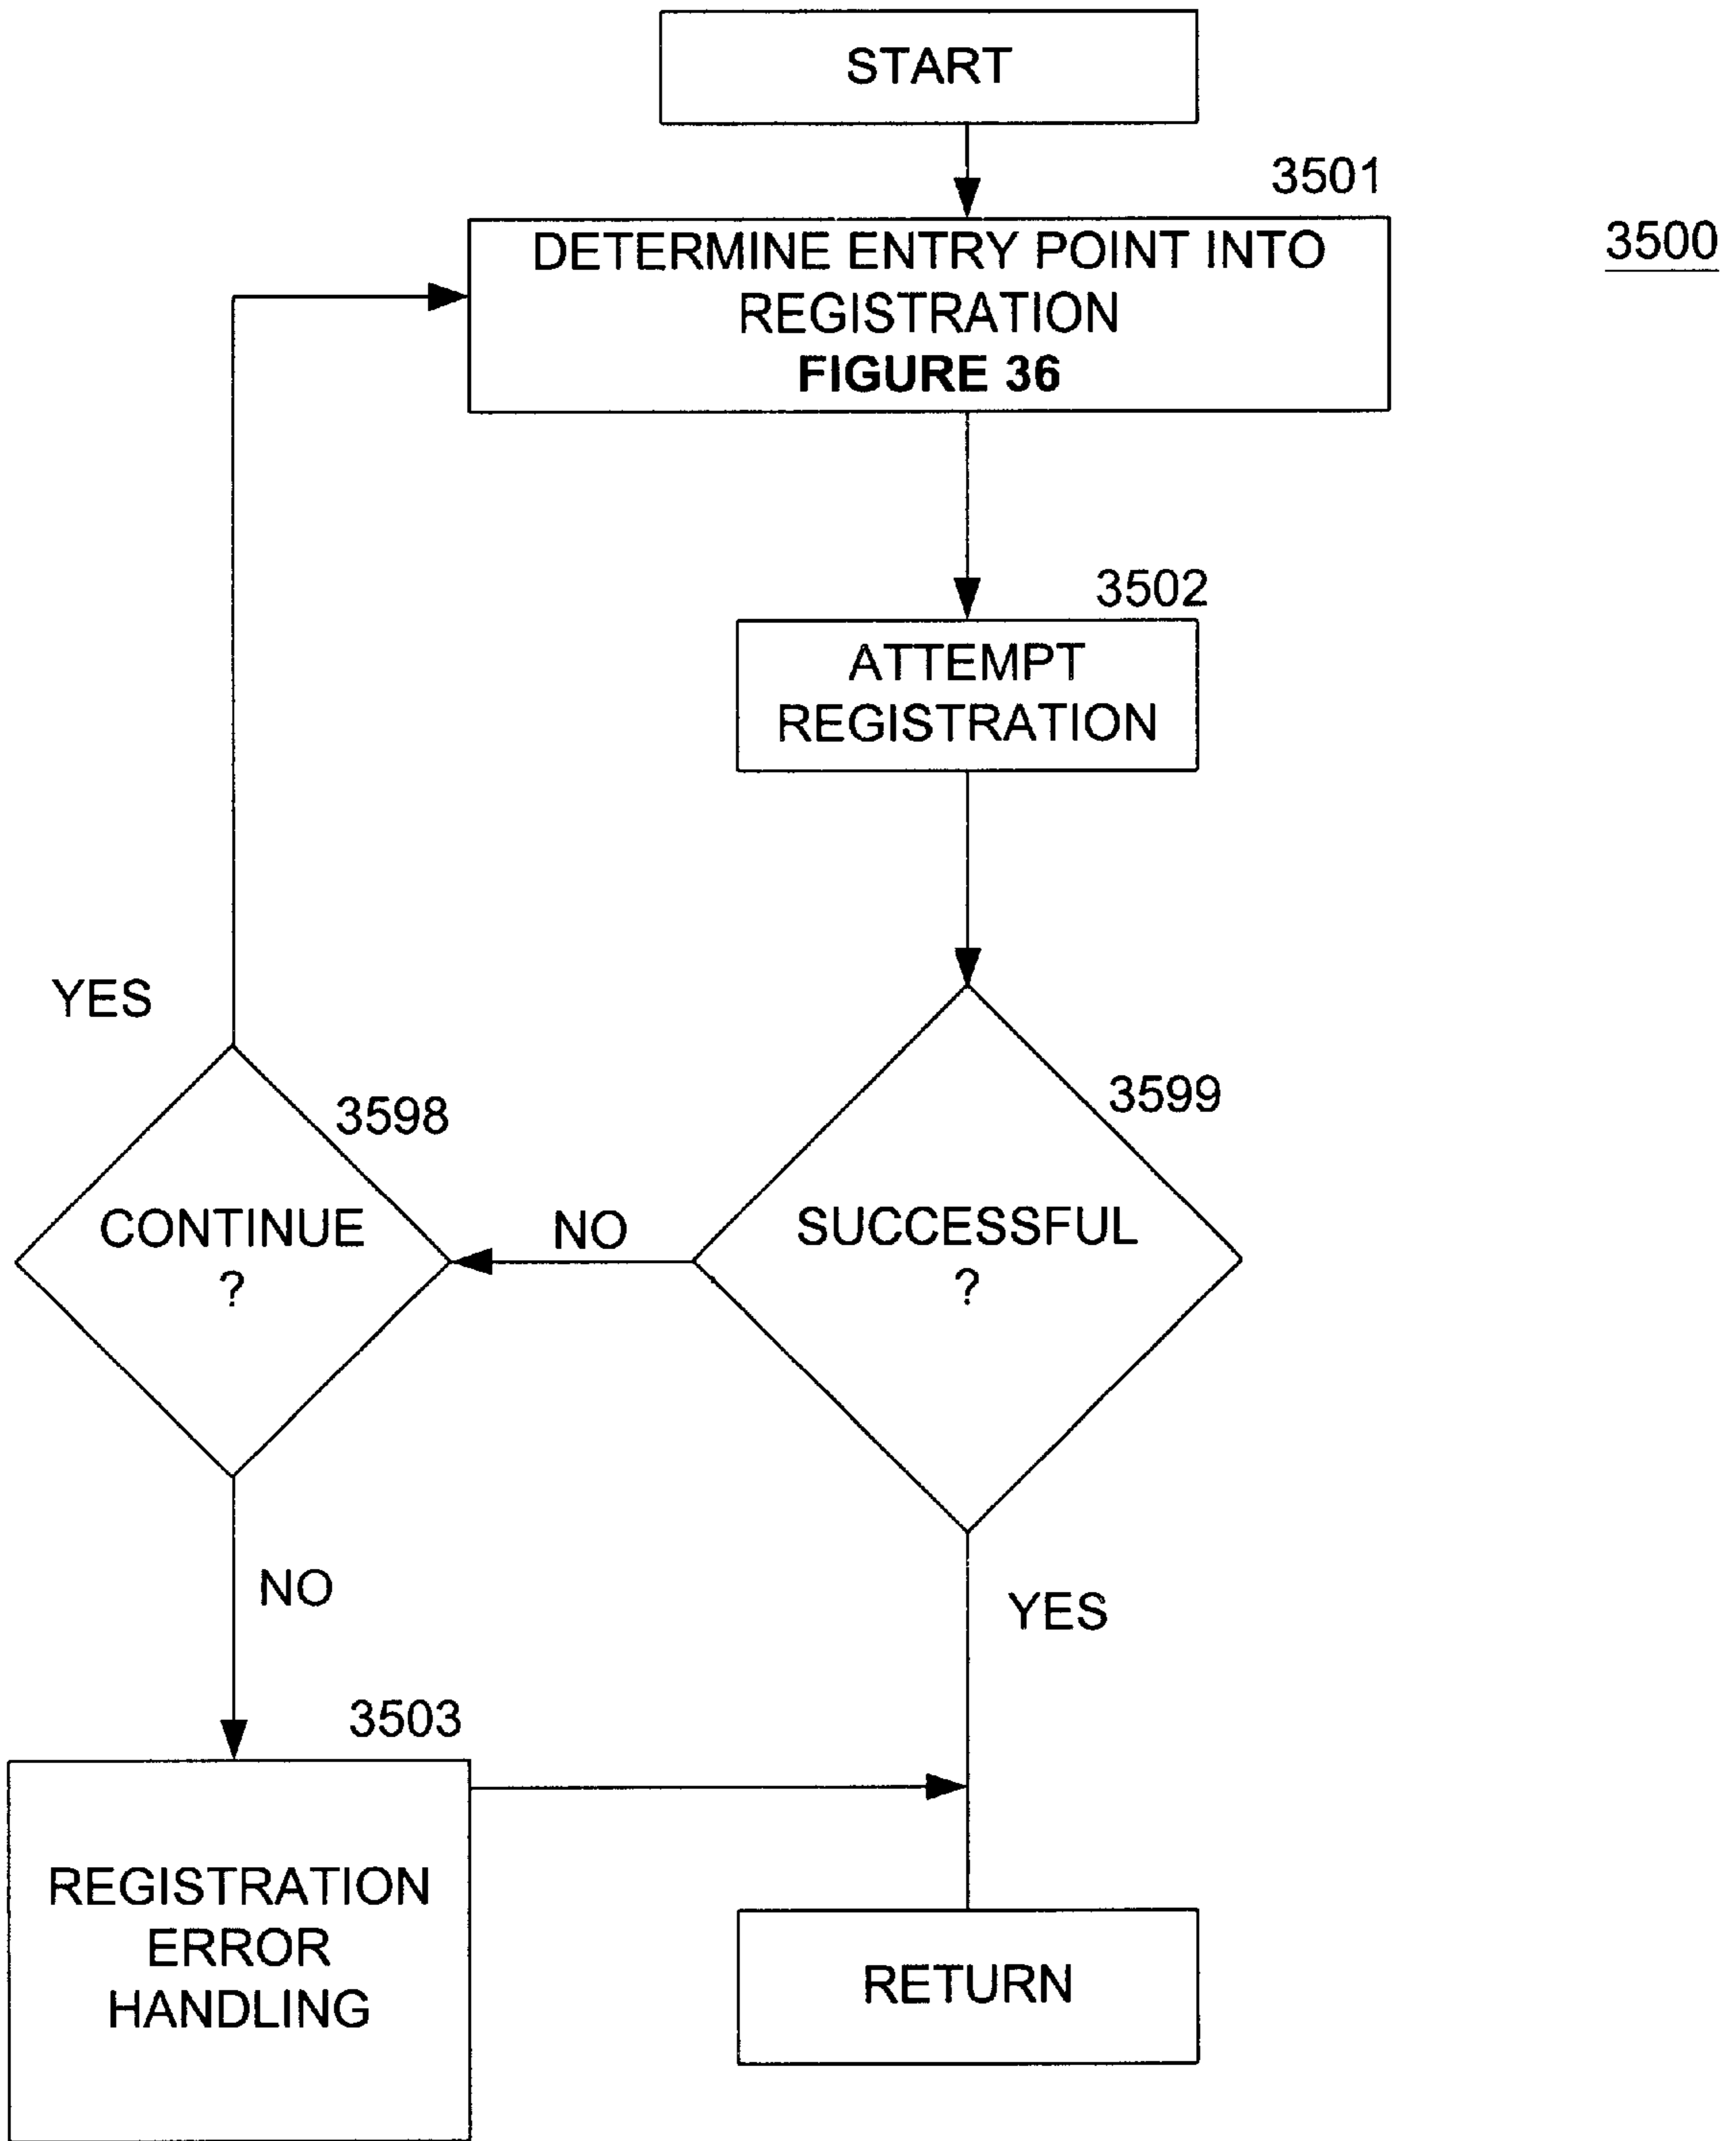 START
3501
3500
DETERMINE ENTRY POINT INTO
REGISTRATION
FIGURE 36
3502
ATTEMPT
REGISTRATION
YES
3598
3599
CONTINUE
?
NO
SUCCESSFUL
?
NO
YES
3503
REGISTRATION
ERROR
HANDLING
RETURN